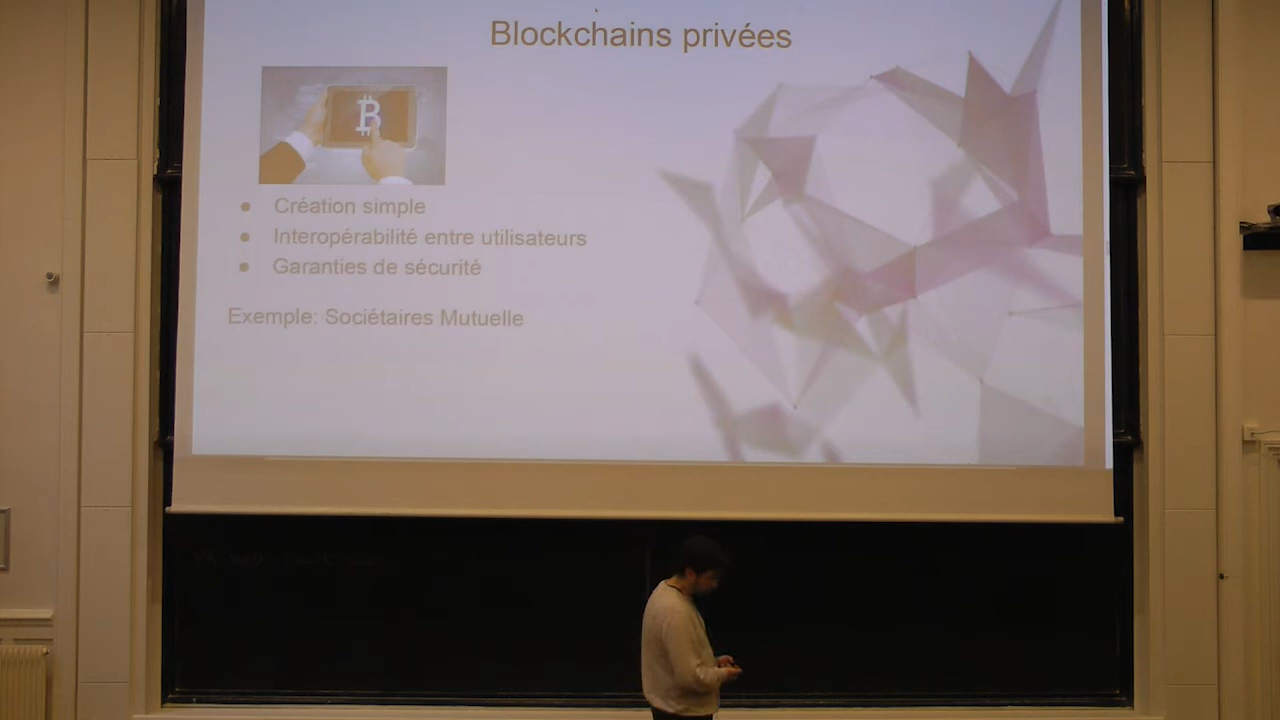 Blockchains privées
Création simple
Interopérabilité entre utilisateurs
Garanties de sécurité
Exemple: Sociétaires Mutuelle